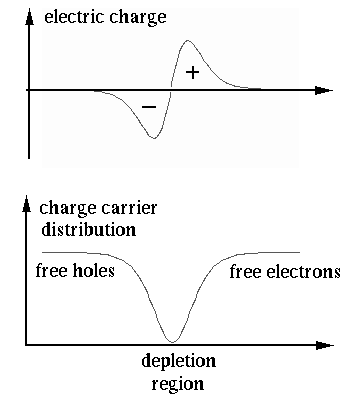 electric charge
+
−
charge carrier
distribution
free holes
free electrons
depletion
region